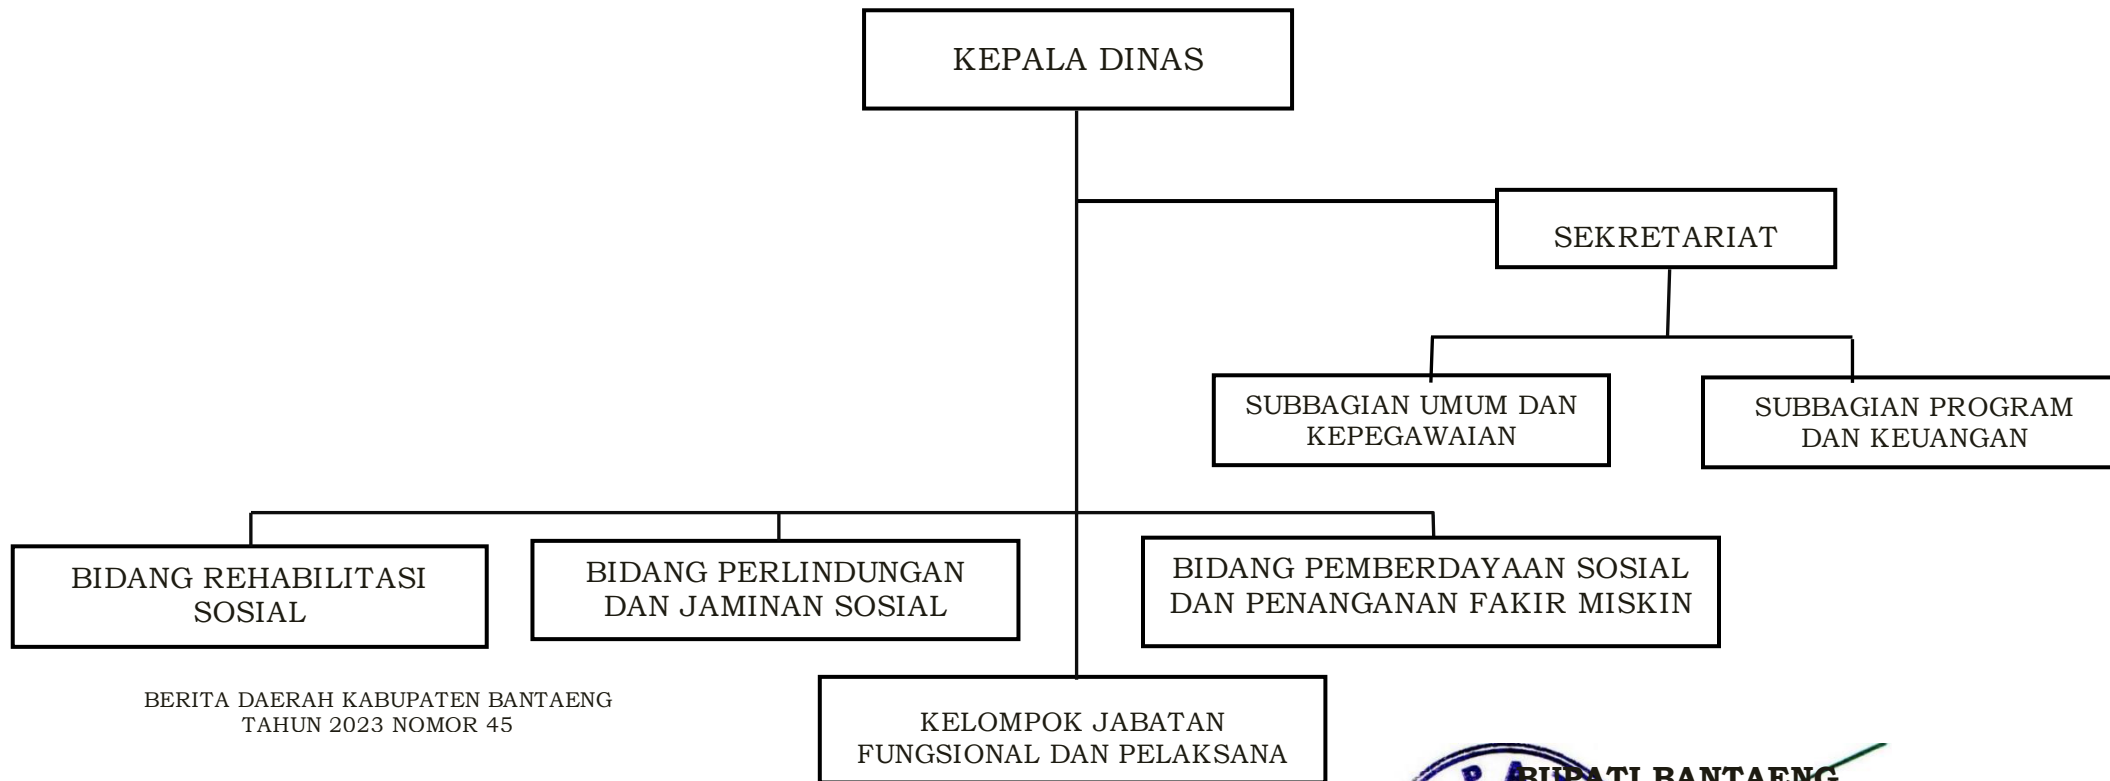 KEPALA DINAS
SEKRETARIAT
SUBBAGIAN UMUM DAN
KEPEGAWAIAN
SUBBAGIAN PROGRAM
DAN KEUANGAN
BIDANG REHABILITASI
SOSIAL
BIDANG PERLINDUNGAN
DAN JAMINAN SOSIAL
BIDANG PEMBERDAYAAN SOSIAL
DAN PENANGANAN FAKIR MISKIN
BERITA DAERAH KABUPATEN BANTAENG
TAHUN 2023 NOMOR 45
KELOMPOK JABATAN
FUNGSIONAL DAN PELAKSANA
BUPATI BANTAENG